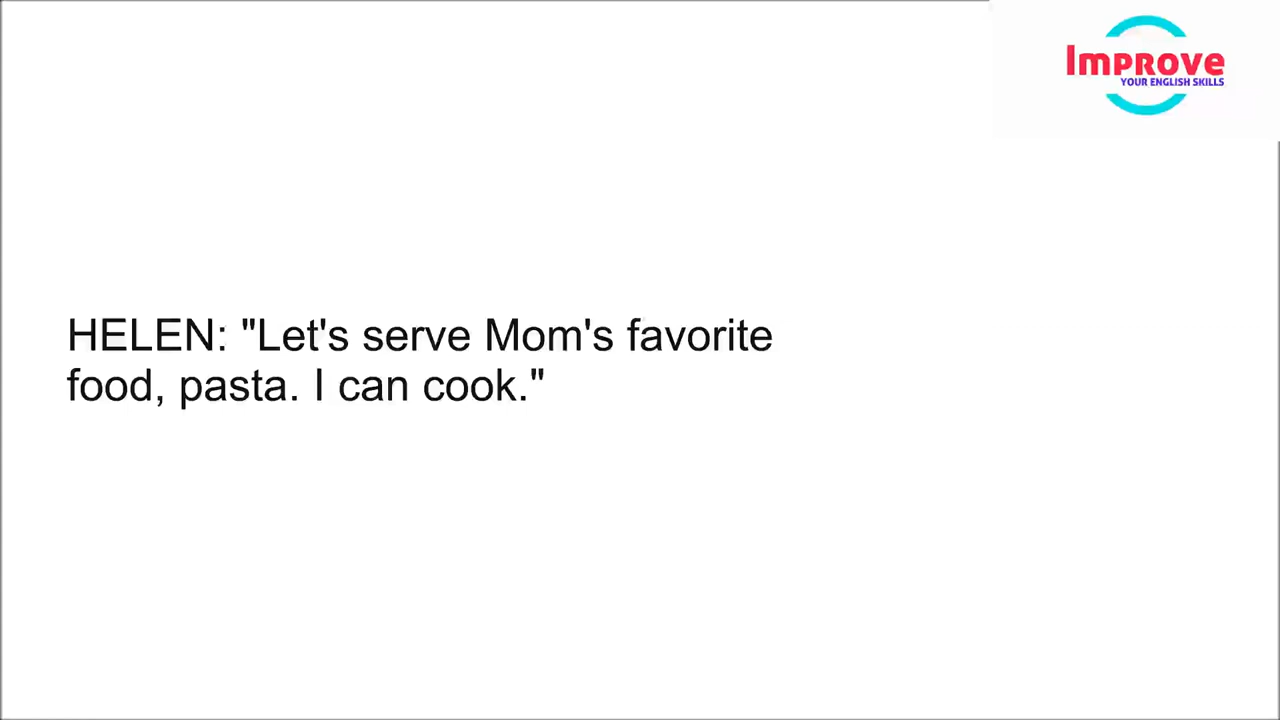 Improve
YOUR ENGLISH SKILLS
HELEN: "Let's serve Mom's favorite
food, pasta. I can cook."